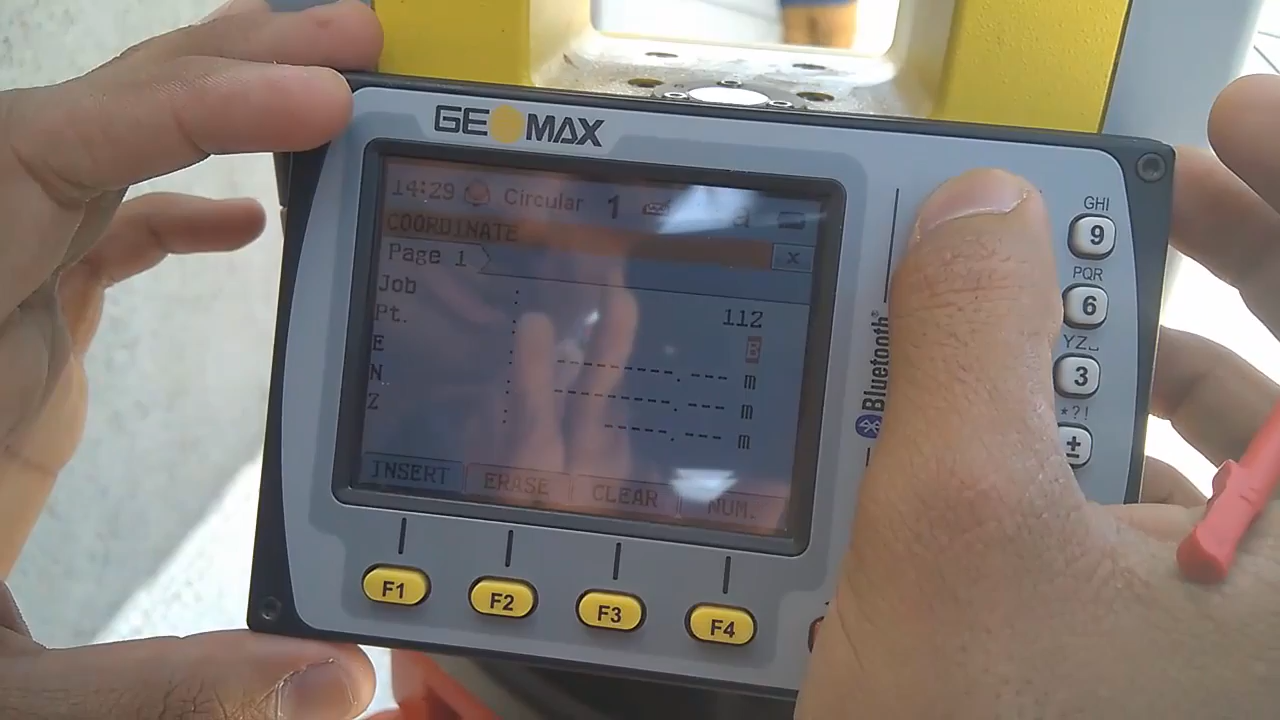 GEOMAX
14:29 Circular 1 a
COORDINATE
Page 1 x
Job : 112
Pt. : B
E : --------.--- m
N : --------.--- m
Z : -----.--- m
INSERT ERASE CLEAR NUM.
F1 F2 F3 F4
Bluetooth®
GHI
9
PQR
6
YZ
3
*?!
±